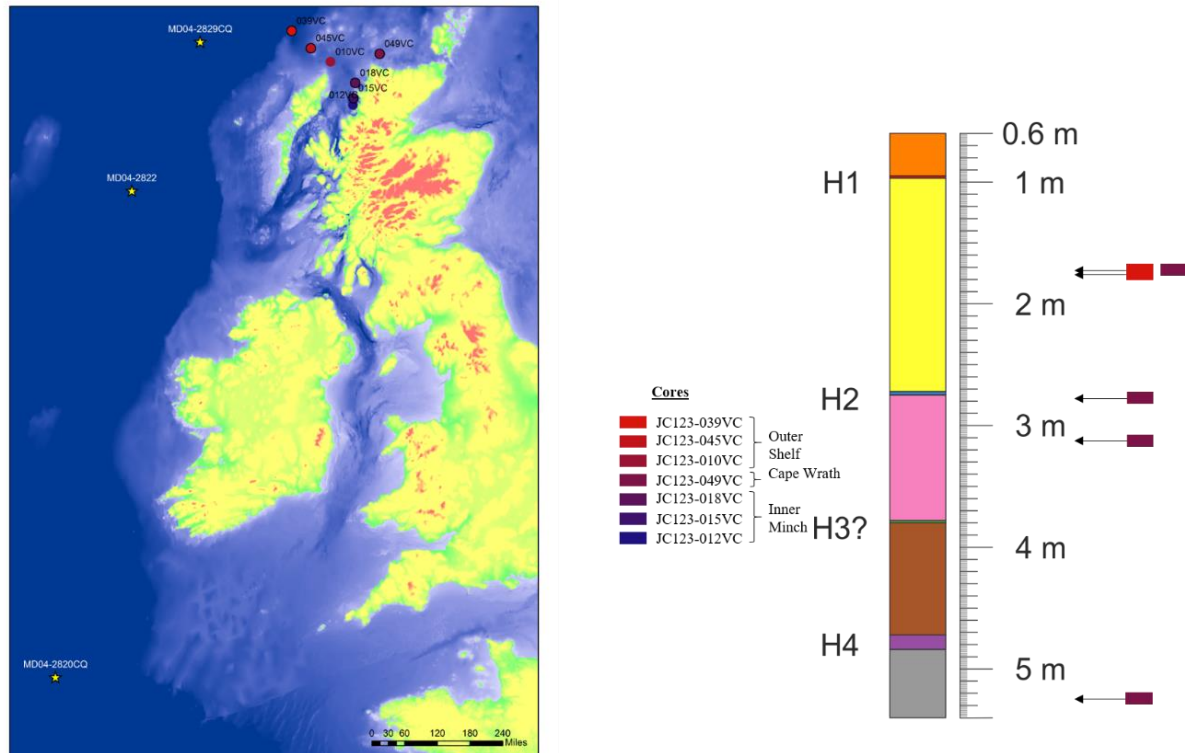 039VC
MD04-2829CQ
045VC
010VC
049VC
018VC
015VC
012VC
MD04-2822
MD04-2820CQ
0 30 60 120 180 240
Miles
Cores
JC123-039VC
JC123-045VC
JC123-010VC
JC123-049VC
JC123-018VC
JC123-015VC
JC123-012VC
Outer
Shelf
Cape Wrath
Inner
Minch
H1
H2
H3?
H4
0.6 m
1 m
2 m
3 m
4 m
5 m